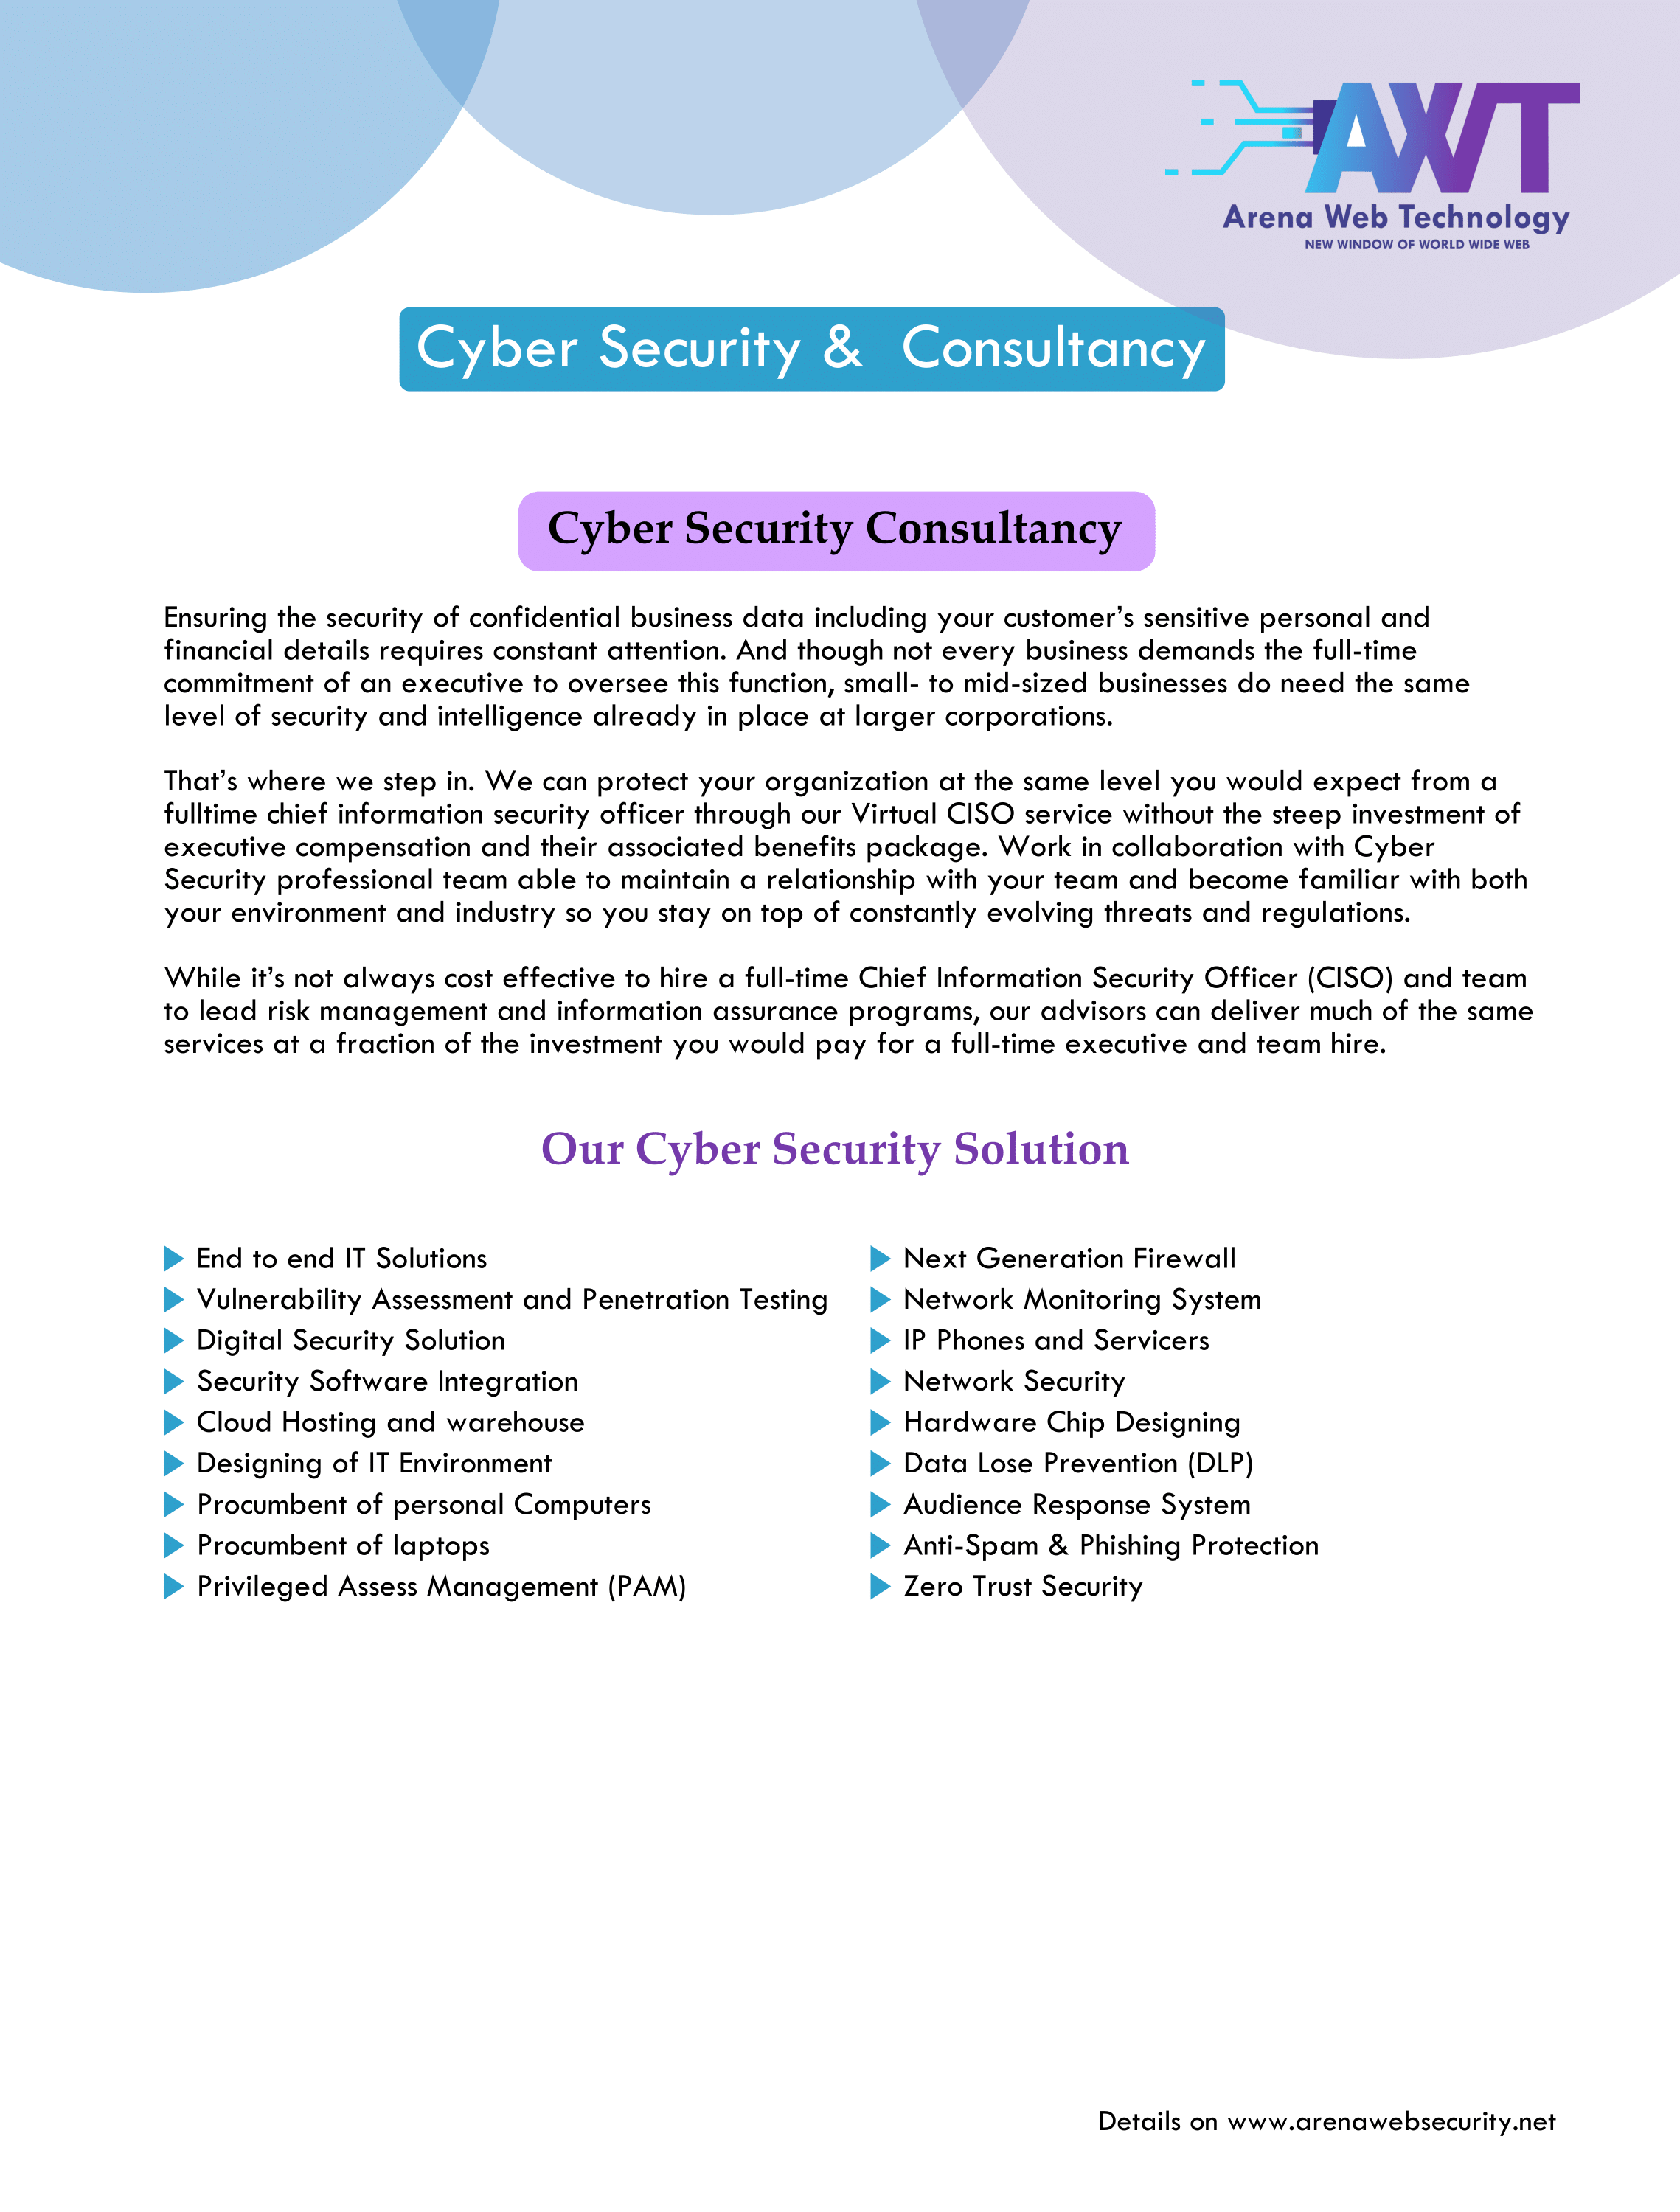 AWT
Arena Web Technology
NEW WINDOW OF WORLD WIDE WEB
Cyber Security & Consultancy
Cyber Security Consultancy
Ensuring the security of confidential business data including your customer’s sensitive personal and
financial details requires constant attention. And though not every business demands the full-time
commitment of an executive to oversee this function, small- to mid-sized businesses do need the same
level of security and intelligence already in place at larger corporations.
That’s where we step in. We can protect your organization at the same level you would expect from a
fulltime chief information security officer through our Virtual CISO service without the steep investment of
executive compensation and their associated benefits package. Work in collaboration with Cyber
Security professional team able to maintain a relationship with your team and become familiar with both
your environment and industry so you stay on top of constantly evolving threats and regulations.
While it’s not always cost effective to hire a full-time Chief Information Security Officer (CISO) and team
to lead risk management and information assurance programs, our advisors can deliver much of the same
services at a fraction of the investment you would pay for a full-time executive and team hire.
Our Cyber Security Solution
End to end IT Solutions
Vulnerability Assessment and Penetration Testing
Digital Security Solution
Security Software Integration
Cloud Hosting and warehouse
Designing of IT Environment
Procumbent of personal Computers
Procumbent of laptops
Privileged Assess Management (PAM)
Next Generation Firewall
Network Monitoring System
IP Phones and Servicers
Network Security
Hardware Chip Designing
Data Lose Prevention (DLP)
Audience Response System
Anti-Spam & Phishing Protection
Zero Trust Security
Details on www.arenawebsecurity.net